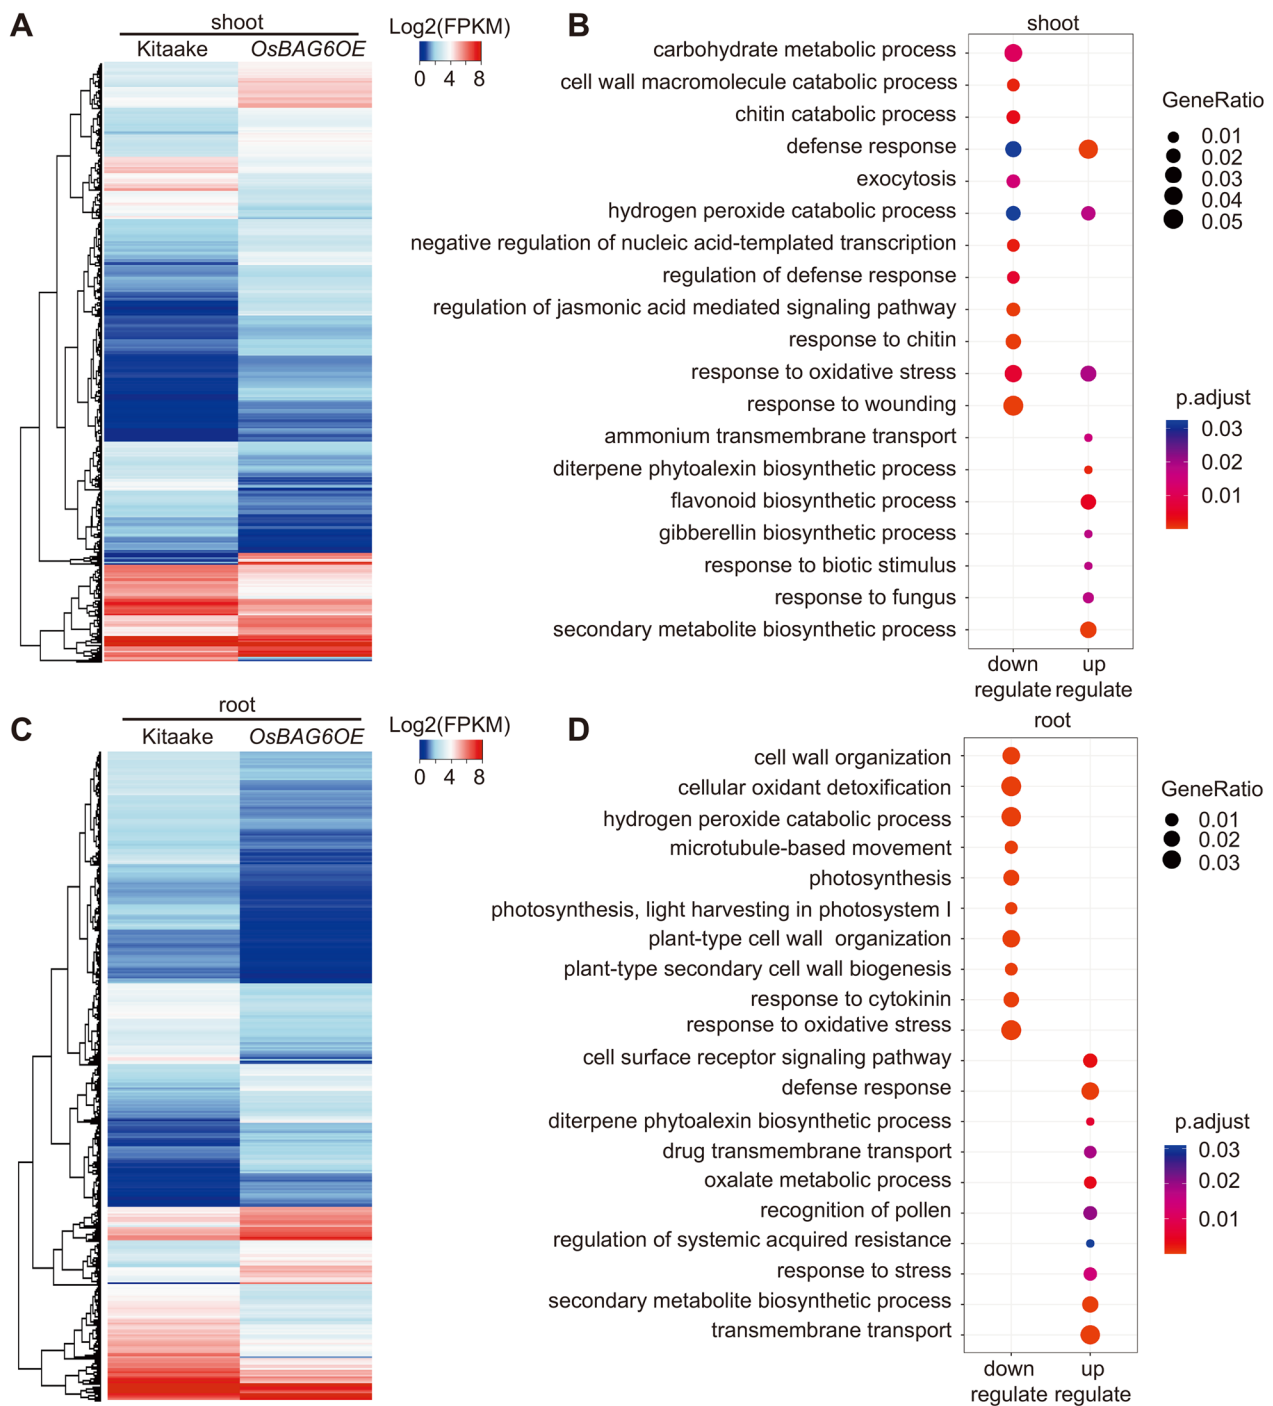 A
shoot
Kitaake OsBAG6OE
Log2(FPKM)
0 4 8
B
shoot
carbohydrate metabolic process
cell wall macromolecule catabolic process
chitin catabolic process
defense response
exocytosis
hydrogen peroxide catabolic process
negative regulation of nucleic acid-templated transcription
regulation of defense response
regulation of jasmonic acid mediated signaling pathway
response to chitin
response to oxidative stress
response to wounding
ammonium transmembrane transport
diterpene phytoalexin biosynthetic process
flavonoid biosynthetic process
gibberellin biosynthetic process
response to biotic stimulus
response to fungus
secondary metabolite biosynthetic process
down up
regulate regulate
GeneRatio
0.01
0.02
0.03
0.04
0.05
p.adjust
0.03
0.02
0.01
C
root
Kitaake OsBAG6OE
Log2(FPKM)
0 4 8
D
root
cell wall organization
cellular oxidant detoxification
hydrogen peroxide catabolic process
microtubule-based movement
photosynthesis
photosynthesis, light harvesting in photosystem I
plant-type cell wall organization
plant-type secondary cell wall biogenesis
response to cytokinin
response to oxidative stress
cell surface receptor signaling pathway
defense response
diterpene phytoalexin biosynthetic process
drug transmembrane transport
oxalate metabolic process
recognition of pollen
regulation of systemic acquired resistance
response to stress
secondary metabolite biosynthetic process
transmembrane transport
down up
regulate regulate
GeneRatio
0.01
0.02
0.03
p.adjust
0.03
0.02
0.01